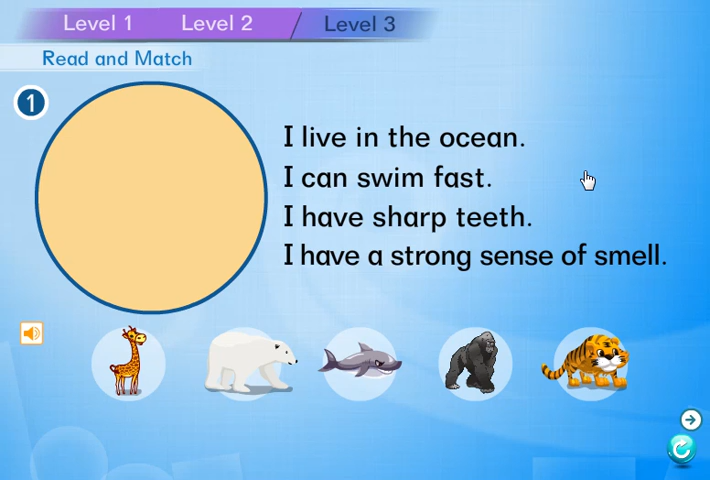 Level 1 Level 2 Level 3
Read and Match
1
I live in the ocean.
I can swim fast.
I have sharp teeth.
I have a strong sense of smell.